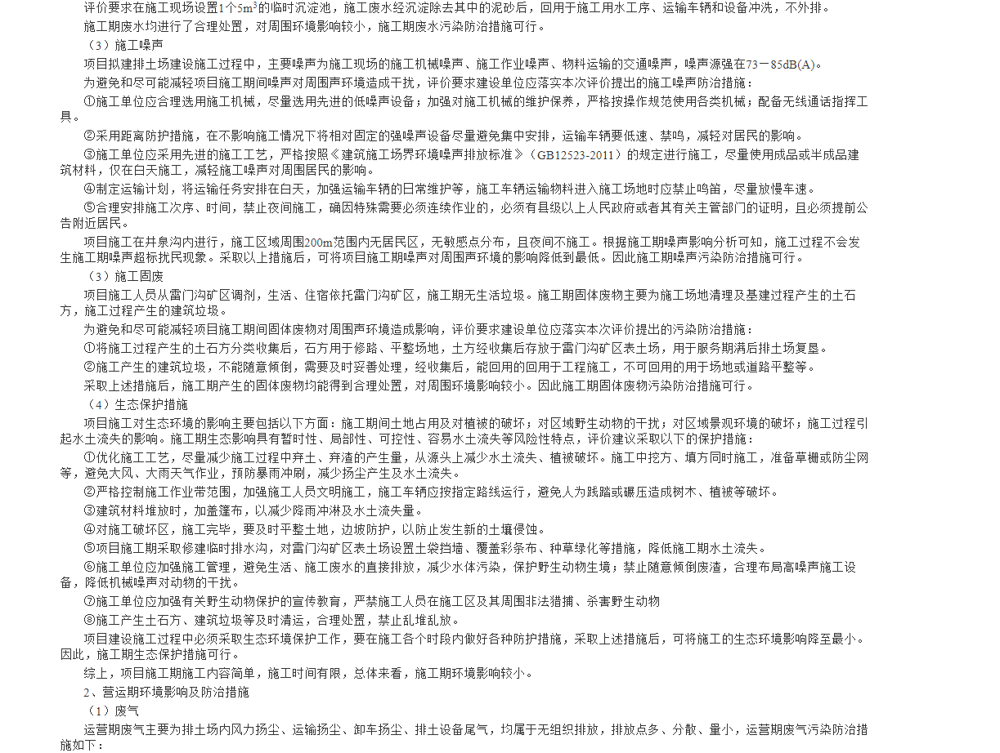 评价要求在施工现场设置1个5m³的临时沉淀池，施工废水经沉淀除去其中的泥砂后，回用于施工用水工序、运输车辆和设备冲洗，不外排。
施工期废水均进行了合理处置，对周围环境影响较小，施工期废水污染防治措施可行。
（3）施工噪声
项目拟建排土场建设施工过程中，主要噪声为施工现场的施工机械噪声、施工作业噪声、物料运输的交通噪声，噪声源强在73－85dB(A)。
为避免和尽可能减轻项目施工期间噪声对周围声环境造成干扰，评价要求建设单位应落实本次评价提出的施工噪声防治措施：
①施工单位应合理选用施工机械，尽量选用先进的低噪声设备；加强对施工机械的维护保养，严格按操作规范使用各类机械；配备无线通话指挥工
具。
②采用距离防护措施，在不影响施工情况下将相对固定的强噪声设备尽量避免集中安排，运输车辆要低速、禁鸣，减轻对居民的影响。
③施工单位应采用先进的施工工艺，严格按照《建筑施工场界环境噪声排放标准》（GB12523-2011）的规定进行施工，尽量使用成品或半成品建
筑材料，仅在白天施工，减轻施工噪声对周围居民的影响。
④制定运输计划，将运输任务安排在白天，加强运输车辆的日常维护等，施工车辆运输物料进入施工场地时应禁止鸣笛，尽量放慢车速。
⑤合理安排施工次序、时间，禁止夜间施工，确因特殊需要必须连续作业的，必须有县级以上人民政府或者其有关主管部门的证明，且必须提前公
告附近居民。
项目施工在井泉沟内进行，施工区域周围200m范围内无居民区，无敏感点分布，且夜间不施工。根据施工期噪声影响分析可知，施工过程不会发
生施工期噪声超标扰民现象。采取以上措施后，可将项目施工期噪声对周围声环境的影响降低到最低。因此施工期噪声污染防治措施可行。
（3）施工固废
项目施工人员从雷门沟矿区调剂，生活、住宿依托雷门沟矿区，施工期无生活垃圾。施工期固体废物主要为施工场地清理及基建过程产生的土石
方，施工过程产生的建筑垃圾。
为避免和尽可能减轻项目施工期间固体废物对周围声环境造成影响，评价要求建设单位应落实本次评价提出的污染防治措施：
①将施工过程产生的土石方分类收集后，石方用于修路、平整场地，土方经收集后存放于雷门沟矿区表土场，用于服务期满后排土场复垦。
②施工产生的建筑垃圾，不能随意倾倒，需要及时妥善处理，经收集后，能回用的回用于工程施工，不可回用的用于场地或道路平整等。
采取上述措施后，施工期产生的固体废物均能得到合理处置，对周围环境影响较小。因此施工期固体废物污染防治措施可行。
（4）生态保护措施
项目施工对生态环境的影响主要包括以下方面：施工期间土地占用及对植被的破坏；对区域野生动物的干扰；对区域景观环境的破坏；施工过程引
起水土流失的影响。施工期生态影响具有暂时性、局部性、可控性、容易水土流失等风险性特点，评价建议采取以下的保护措施：
①优化施工工艺，尽量减少施工过程中弃土、弃渣的产生量，从源头上减少水土流失、植被破坏。施工中挖方、填方同时施工，准备草栅或防尘网
等，避免大风、大雨天气作业，预防暴雨冲刷，减少扬尘产生及水土流失。
②严格控制施工作业带范围，加强施工人员文明施工，施工车辆应按指定路线运行，避免人为践踏或碾压造成树木、植被等破坏。
③建筑材料堆放时，加盖篷布，以减少降雨冲淋及水土流失量。
④对施工破坏区，施工完毕，要及时平整土地，边坡防护，以防止发生新的土壤侵蚀。
⑤项目施工期采取修建临时排水沟，对雷门沟矿区表土场设置土袋挡墙、覆盖彩条布、种草绿化等措施，降低施工期水土流失。
⑥施工单位应加强施工管理，避免生活、施工废水的直接排放，减少水体污染，保护野生动物生境；禁止随意倾倒废渣，合理布局高噪声施工设
备，降低机械噪声对动物的干扰。
⑦施工单位应加强有关野生动物保护的宣传教育，严禁施工人员在施工区及其周围非法猎捕、杀害野生动物
⑧施工产生土石方、建筑垃圾等及时清运，合理处置，禁止乱堆乱放。
项目建设施工过程中必须采取生态环境保护工作，要在施工各个时段内做好各种防护措施，采取上述措施后，可将施工的生态环境影响降至最小。
因此，施工期生态保护措施可行。
综上，项目施工期施工内容简单，施工时间有限，总体来看，施工期环境影响较小。
2、营运期环境影响及防治措施
（1）废气
运营期废气主要为排土场内风力扬尘、运输扬尘、卸车扬尘、排土设备尾气，均属于无组织排放，排放点多、分散、量小，运营期废气污染防治措
施如下：